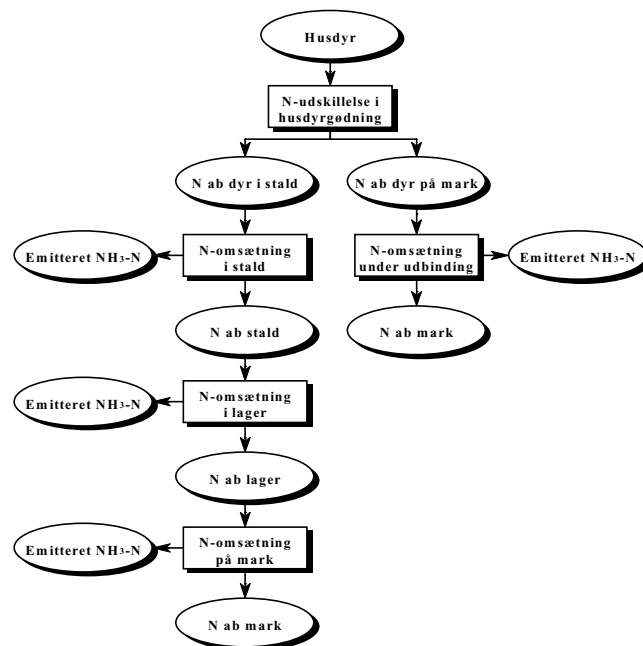 Husdyr
N-udskillelse i
husdyrgødning
N ab dyr i stald
N ab dyr på mark
Emitteret NH3-N
N-omsætning
i stald
N-omsætning
under udbinding
Emitteret NH3-N
N ab stald
N ab mark
Emitteret NH3-N
N-omsætning
i lager
N ab lager
Emitteret NH3-N
N-omsætning
på mark
N ab mark